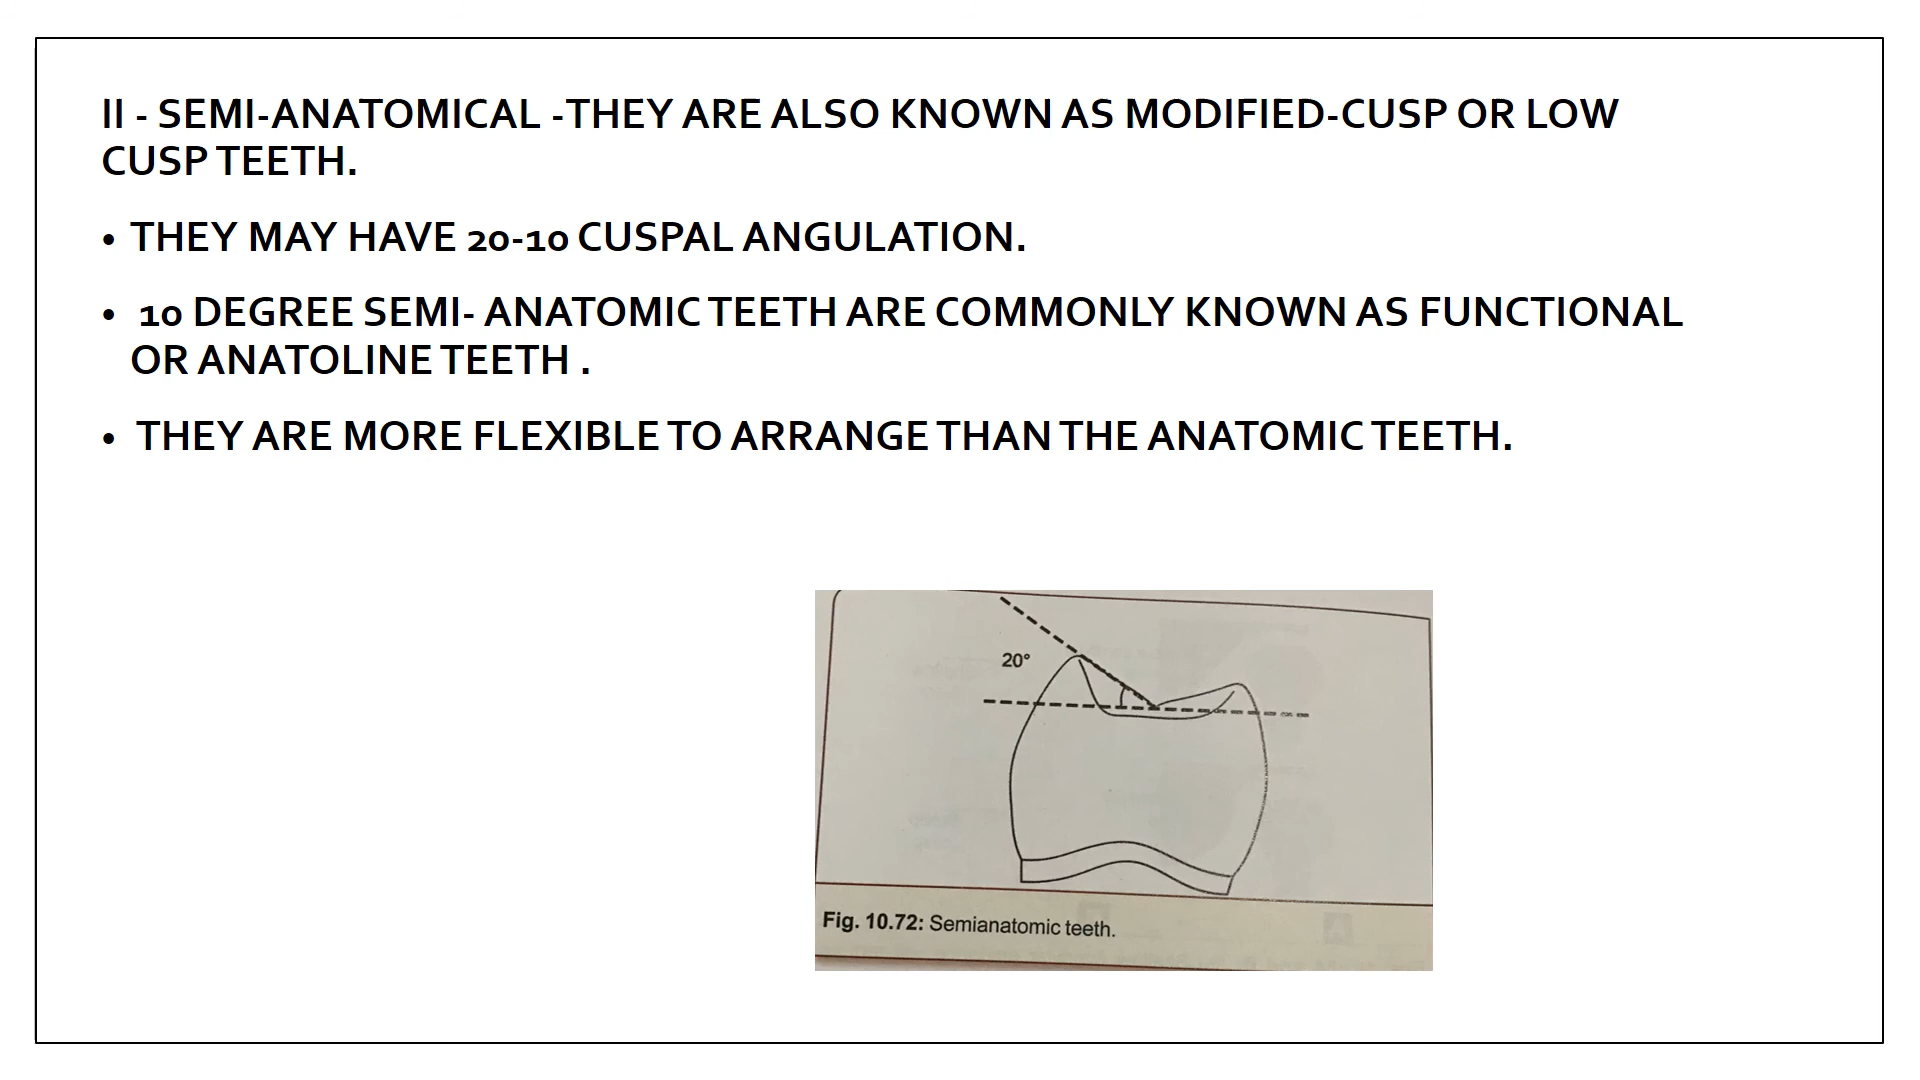 II - SEMI-ANATOMICAL -THEY ARE ALSO KNOWN AS MODIFIED-CUSP OR LOW
CUSP TEETH.
• THEY MAY HAVE 20-10 CUSPAL ANGULATION.
• 10 DEGREE SEMI- ANATOMIC TEETH ARE COMMONLY KNOWN AS FUNCTIONAL
OR ANATOLINE TEETH .
• THEY ARE MORE FLEXIBLE TO ARRANGE THAN THE ANATOMIC TEETH.
20°
Fig. 10.72: Semianatomic teeth.